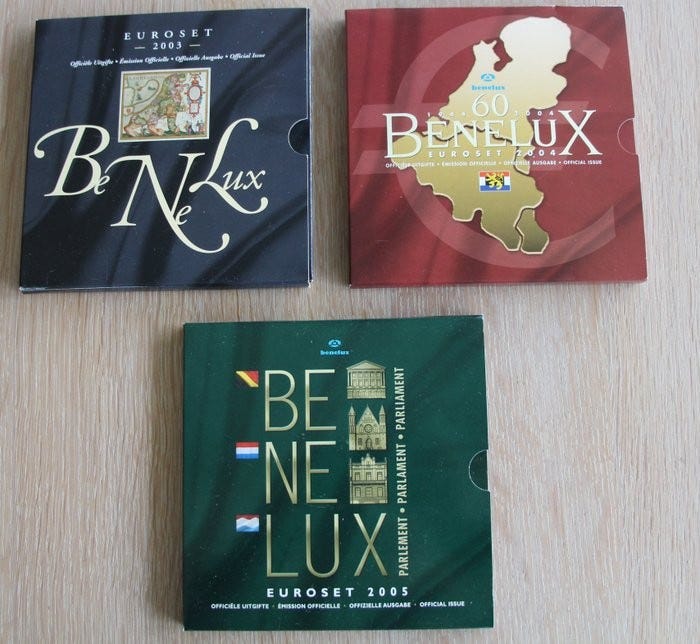 EUROSET
— 2003 —
Officiële Uitgifte • Émission Officielle • Offizielle Ausgabe • Official Issue
BeNeLux
benelux
60
1944 2004
BENELUX
EUROSET 2004
OFFICIËLE UITGIFTE • ÉMISSION OFFICIELLE • OFFIZIELLE AUSGABE • OFFICIAL ISSUE
benelux
BE
NE
LUX
PARLEMENT • PARLAMENT • PARLIAMENT
EUROSET 2005
OFFICIËLE UITGIFTE · ÉMISSION OFFICIELLE · OFFIZIELLE AUSGABE · OFFICIAL ISSUE